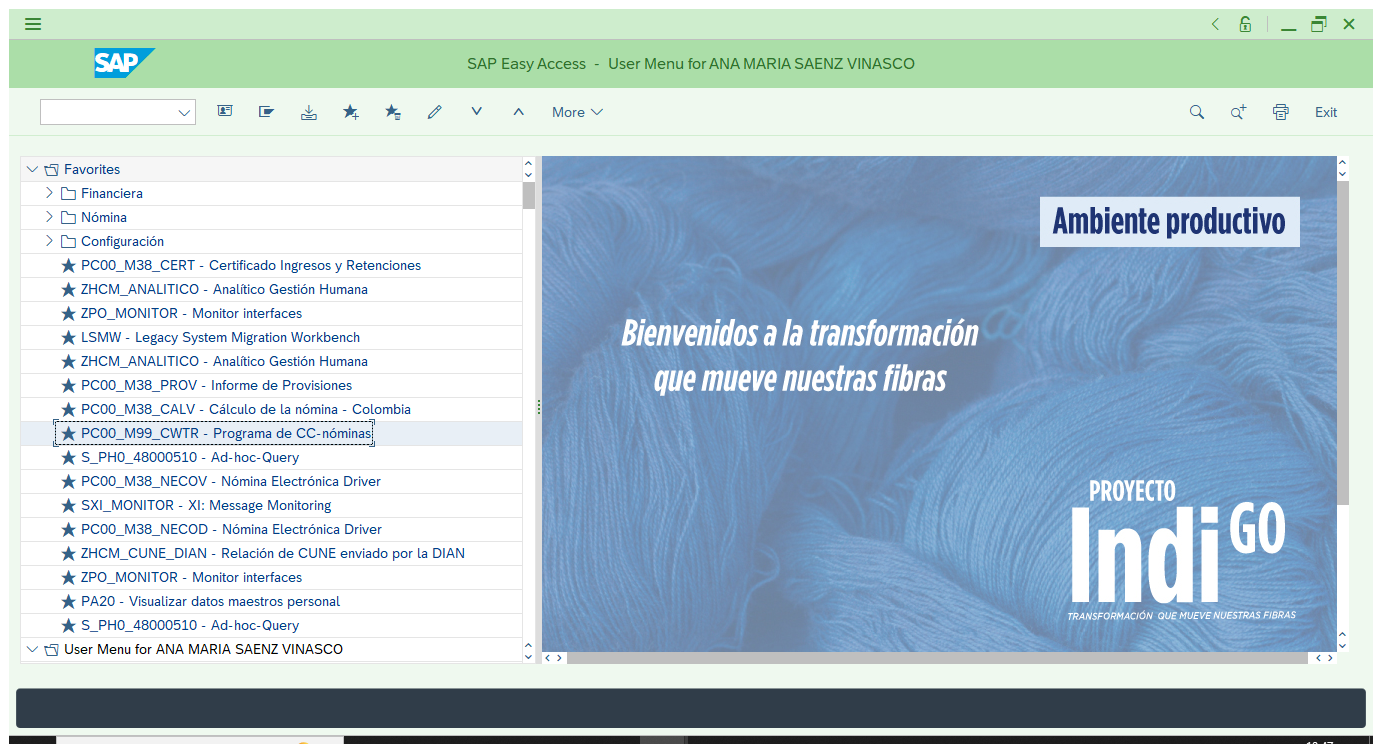 SAP
SAP Easy Access - User Menu for ANA MARIA SAENZ VINASCO
More
Exit
Favorites
Financiera
Nómina
Configuración
PC00_M38_CERT - Certificado Ingresos y Retenciones
ZHCM_ANALITICO - Analítico Gestión Humana
ZPO_MONITOR - Monitor interfaces
LSMW - Legacy System Migration Workbench
ZHCM_ANALITICO - Analítico Gestión Humana
PC00_M38_PROV - Informe de Provisiones
PC00_M38_CALV - Cálculo de la nómina - Colombia
PC00_M99_CWTR - Programa de CC-nóminas
S_PH0_48000510 - Ad-hoc-Query
PC00_M38_NECOV - Nómina Electrónica Driver
SXI_MONITOR - XI: Message Monitoring
PC00_M38_NECOD - Nómina Electrónica Driver
ZHCM_CUNE_DIAN - Relación de CUNE enviado por la DIAN
ZPO_MONITOR - Monitor interfaces
PA20 - Visualizar datos maestros personal
S_PH0_48000510 - Ad-hoc-Query
User Menu for ANA MARIA SAENZ VINASCO
Ambiente productivo
Bienvenidos a la transformación
que mueve nuestras fibras
PROYECTO
Indi GO
TRANSFORMACIÓN QUE MUEVE NUESTRAS FIBRAS